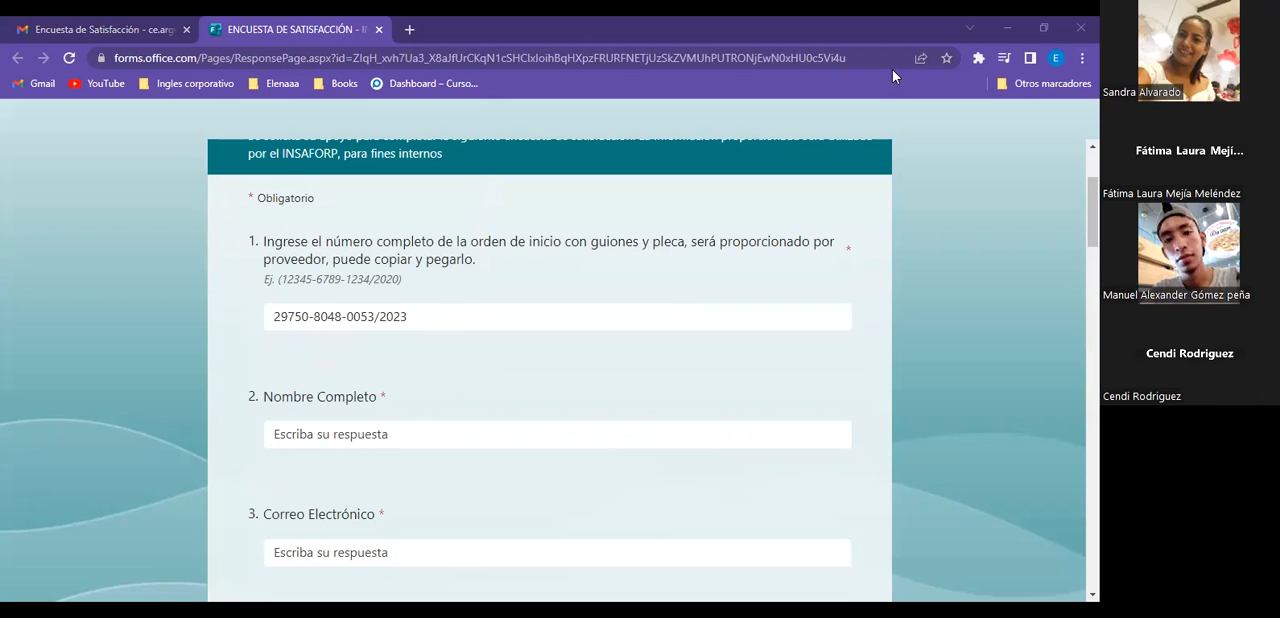 Encuesta de Satisfacción - ce.arg
ENCUESTA DE SATISFACCIÓN - I/
forms.office.com/Pages/ResponsePage.aspx?id=ZIqH_xvh7Ua3_X8aJfUrCKqN1cSHClxIoihBqHXpzFRURFNETjUzSkZVMUhPUTRONjEwN0xHU0c5Vi4u
E
Gmail
YouTube
Ingles corporativo
Elenaaa
Books
Dashboard – Curso...
Otros marcadores
por el INSAFORP, para fines internos
* Obligatorio
1. Ingrese el número completo de la orden de inicio con guiones y pleca, será proporcionado por *
proveedor, puede copiar y pegarlo.
Ej. (12345-6789-1234/2020)
29750-8048-0053/2023
2. Nombre Completo *
Escriba su respuesta
3. Correo Electrónico *
Escriba su respuesta
Sandra Alvarado
Fátima Laura Mejí...
Fátima Laura Mejía Meléndez
Manuel Alexander Gómez peña
Cendi Rodriguez
Cendi Rodriguez